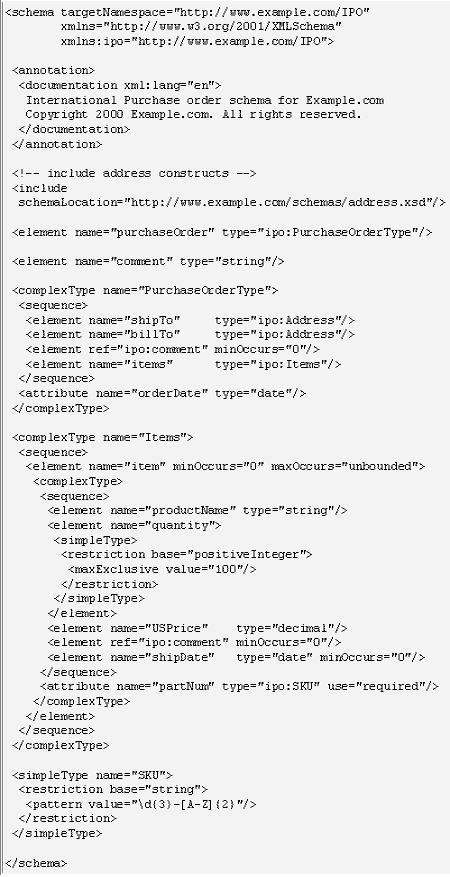 <schema targetNamespace="http://www.example.com/IPO"
        xmlns="http://www.w3.org/2001/XMLSchema"
        xmlns:ipo="http://www.example.com/IPO">

 <annotation>
  <documentation xml:lang="en">
   International Purchase order schema for Example.com
   Copyright 2000 Example.com. All rights reserved.
  </documentation>
 </annotation>

 <!-- include address constructs -->
 <include
  schemaLocation="http://www.example.com/schemas/address.xsd"/>

 <element name="purchaseOrder" type="ipo:PurchaseOrderType"/>

 <element name="comment" type="string"/>

 <complexType name="PurchaseOrderType">
  <sequence>
   <element name="shipTo"     type="ipo:Address"/>
   <element name="billTo"     type="ipo:Address"/>
   <element ref="ipo:comment" minOccurs="0"/>
   <element name="items"      type="ipo:Items"/>
  </sequence>
  <attribute name="orderDate" type="date"/>
 </complexType>

 <complexType name="Items">
  <sequence>
   <element name="item" minOccurs="0" maxOccurs="unbounded">
    <complexType>
     <sequence>
      <element name="productName" type="string"/>
      <element name="quantity">
       <simpleType>
        <restriction base="positiveInteger">
         <maxExclusive value="100"/>
        </restriction>
       </simpleType>
      </element>
      <element name="USPrice"    type="decimal"/>
      <element ref="ipo:comment" minOccurs="0"/>
      <element name="shipDate"   type="date" minOccurs="0"/>
     </sequence>
     <attribute name="partNum" type="ipo:SKU" use="required"/>
    </complexType>
   </element>
  </sequence>
 </complexType>

 <simpleType name="SKU">
  <restriction base="string">
   <pattern value="\d{3}-[A-Z]{2}"/>
  </restriction>
 </simpleType>

</schema>